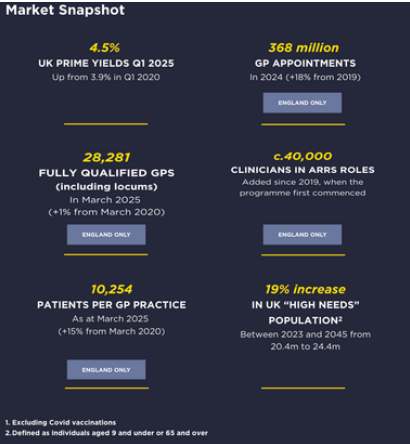 Market Snapshot
4.5%
UK PRIME YIELDS Q1 2025
Up from 3.9% in Q1 2020
368 million
GP APPOINTMENTS
In 2024 (+18% from 2019)
ENGLAND ONLY
28,281
FULLY QUALIFIED GPS
(including locums)
In March 2025
(+1% from March 2020)
ENGLAND ONLY
c.40,000
CLINICIANS IN ARRS ROLES
Added since 2019, when the
programme first commenced
ENGLAND ONLY
10,254
PATIENTS PER GP PRACTICE
As at March 2025
(+15% from March 2020)
ENGLAND ONLY
19% increase
IN UK “HIGH NEEDS”
POPULATION²
Between 2023 and 2045 from
20.4m to 24.4m
1. Excluding Covid vaccinations
2.Defined as individuals aged 9 and under or 65 and over